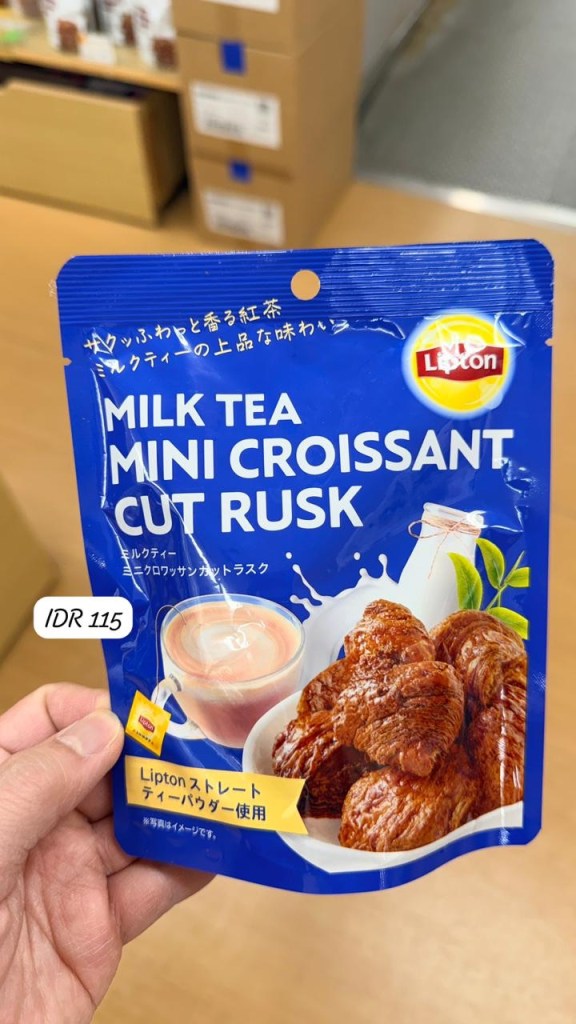 サクッふわっと香る紅茶
ミルクティーの上品な味わい
Lipton
MILK TEA
MINI CROISSANT
CUT RUSK
ミルクティー
ミニクロワッサンカットラスク
IDR 115
Lipton
Lipton ストレート
ティーパウダー使用
※写真はイメージです。